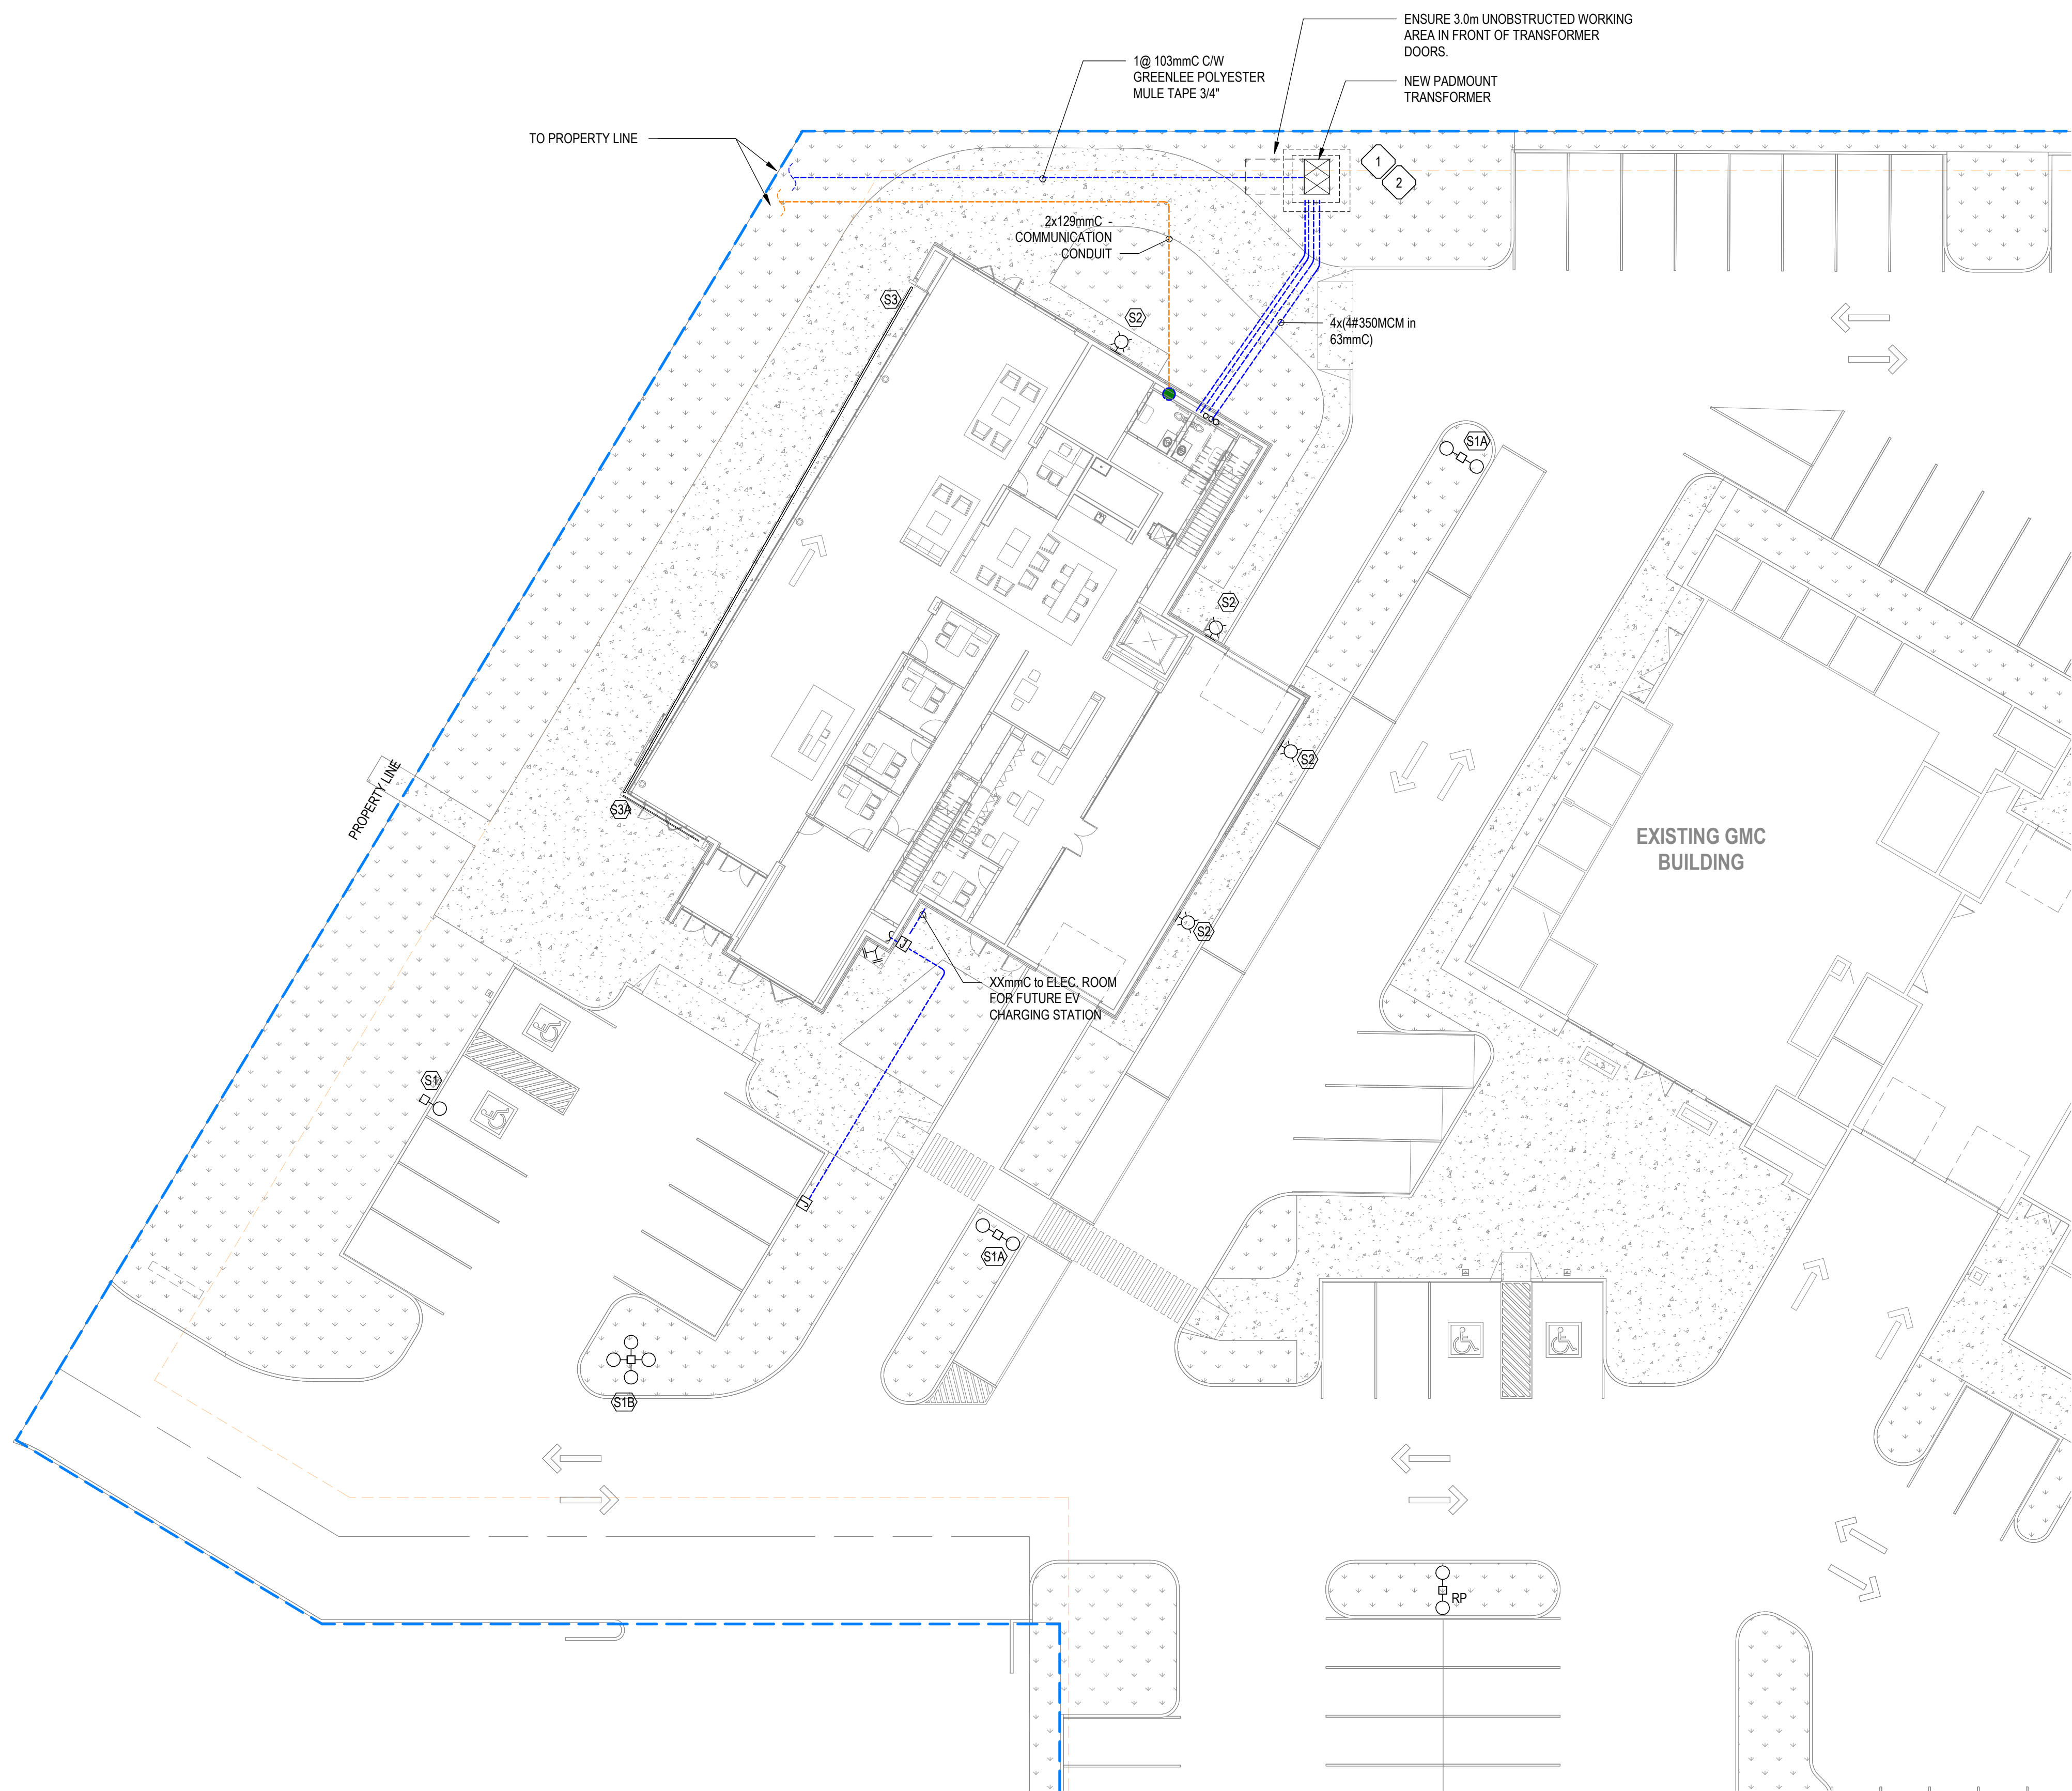 ENSURE 3.0m UNOBSTRUCTED WORKING
AREA IN FRONT OF TRANSFORMER
DOORS.
1@ 103mmC C/W
GREENLEE POLYESTER
MULE TAPE 3/4"
NEW PADMOUNT
TRANSFORMER
TO PROPERTY LINE
1
2
2x129mmC -
COMMUNICATION
CONDUIT
S3
S2
4x(4#350MCM in
63mmC)
S1A
S2
S2
PROPERTY LINE
S3A
EXISTING GMC
BUILDING
S2
J
XXmmC to ELEC. ROOM
FOR FUTURE EV
CHARGING STATION
S1
J
S1A
S1B
RP